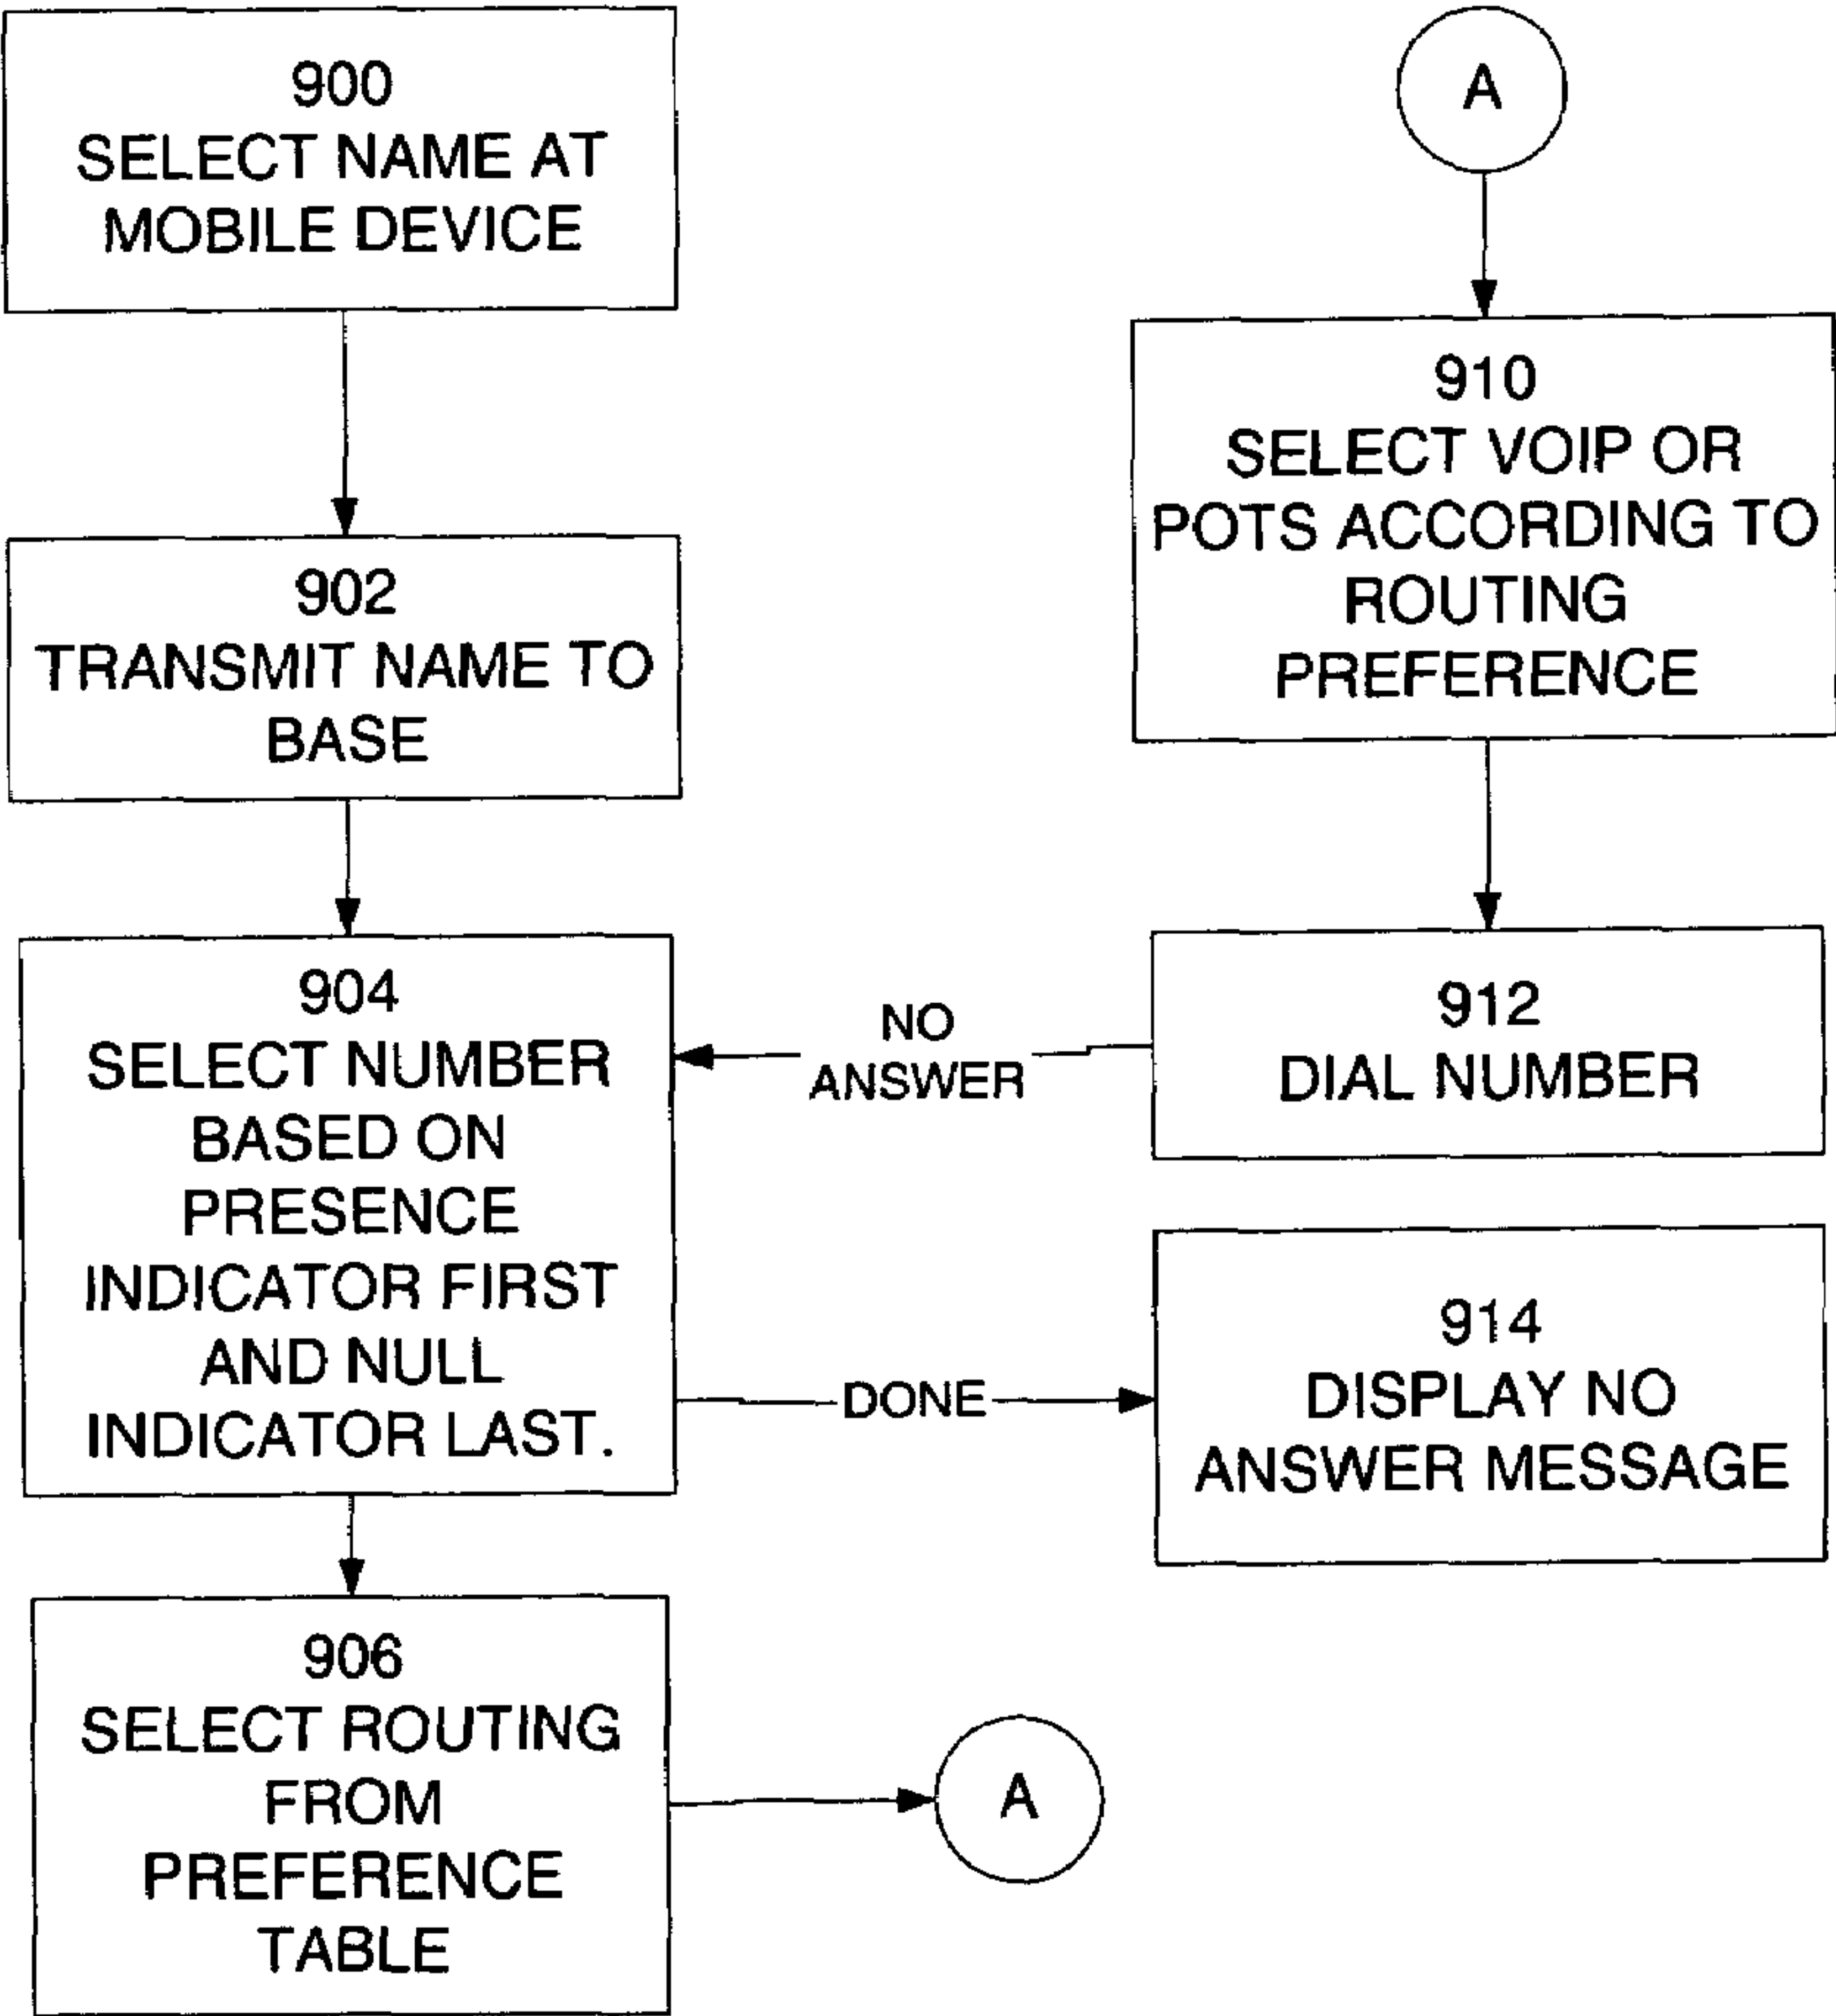 900
SELECT NAME AT
MOBILE DEVICE
902
TRANSMIT NAME TO
BASE
904
SELECT NUMBER
BASED ON
PRESENCE
INDICATOR FIRST
AND NULL
INDICATOR LAST.
906
SELECT ROUTING
FROM
PREFERENCE
TABLE
A
A
910
SELECT VOIP OR
POTS ACCORDING TO
ROUTING
PREFERENCE
912
DIAL NUMBER
NO
ANSWER
DONE
914
DISPLAY NO
ANSWER MESSAGE